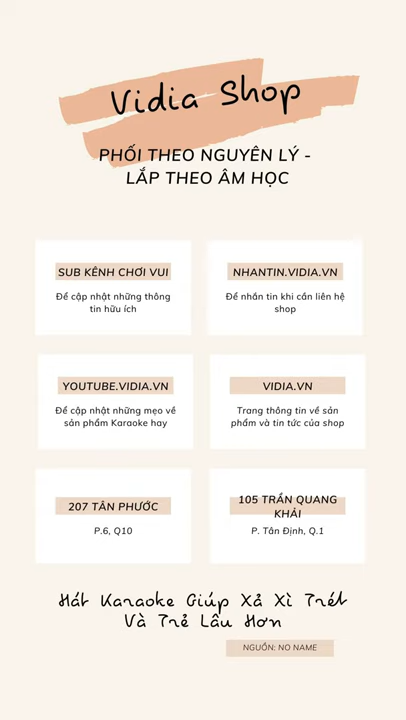 Vidia Shop
PHỐI THEO NGUYÊN LÝ -
LẮP THEO ÂM HỌC
SUB KÊNH CHƠI VUI
Để cập nhật những thông
tin hữu ích
NHANTIN.VIDIA.VN
Để nhắn tin khi cần liên hệ
shop
YOUTUBE.VIDIA.VN
Để cập nhật những mẹo về
sản phẩm Karaoke hay
VIDIA.VN
Trang thông tin về sản
phẩm và tin tức của shop
207 TÂN PHƯỚC
P.6, Q10
105 TRẦN QUANG
KHẢI
P. Tân Định, Q.1
Hát Karaoke Giúp Xả Xì Trét
Và Trẻ Lâu Hơn
NGUỒN: NO NAME